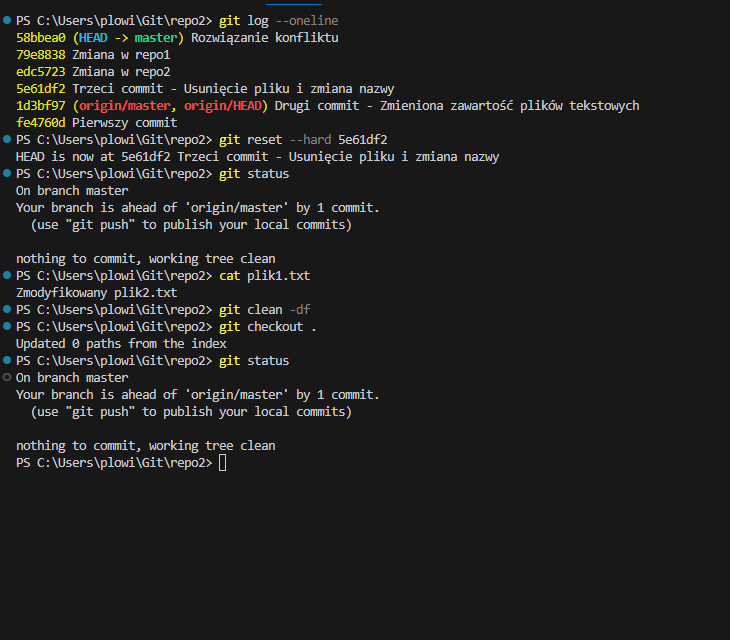 PS C:\Users\plowi\Git\repo2> git log --oneline
58bbea0 (HEAD -> master) Rozwiązanie konfliktu
79e8838 Zmiana w repo1
edc5723 Zmiana w repo2
5e61df2 Trzeci commit - Usunięcie pliku i zmiana nazwy
1d3bf97 (origin/master, origin/HEAD) Drugi commit - Zmieniona zawartość plików tekstowych
fe4760d Pierwszy commit
PS C:\Users\plowi\Git\repo2> git reset --hard 5e61df2
HEAD is now at 5e61df2 Trzeci commit - Usunięcie pliku i zmiana nazwy
PS C:\Users\plowi\Git\repo2> git status
On branch master
Your branch is ahead of 'origin/master' by 1 commit.
  (use "git push" to publish your local commits)

nothing to commit, working tree clean
PS C:\Users\plowi\Git\repo2> cat plik1.txt
Zmodyfikowany plik2.txt
PS C:\Users\plowi\Git\repo2> git clean -df
PS C:\Users\plowi\Git\repo2> git checkout .
Updated 0 paths from the index
PS C:\Users\plowi\Git\repo2> git status
On branch master
Your branch is ahead of 'origin/master' by 1 commit.
  (use "git push" to publish your local commits)

nothing to commit, working tree clean
PS C:\Users\plowi\Git\repo2>